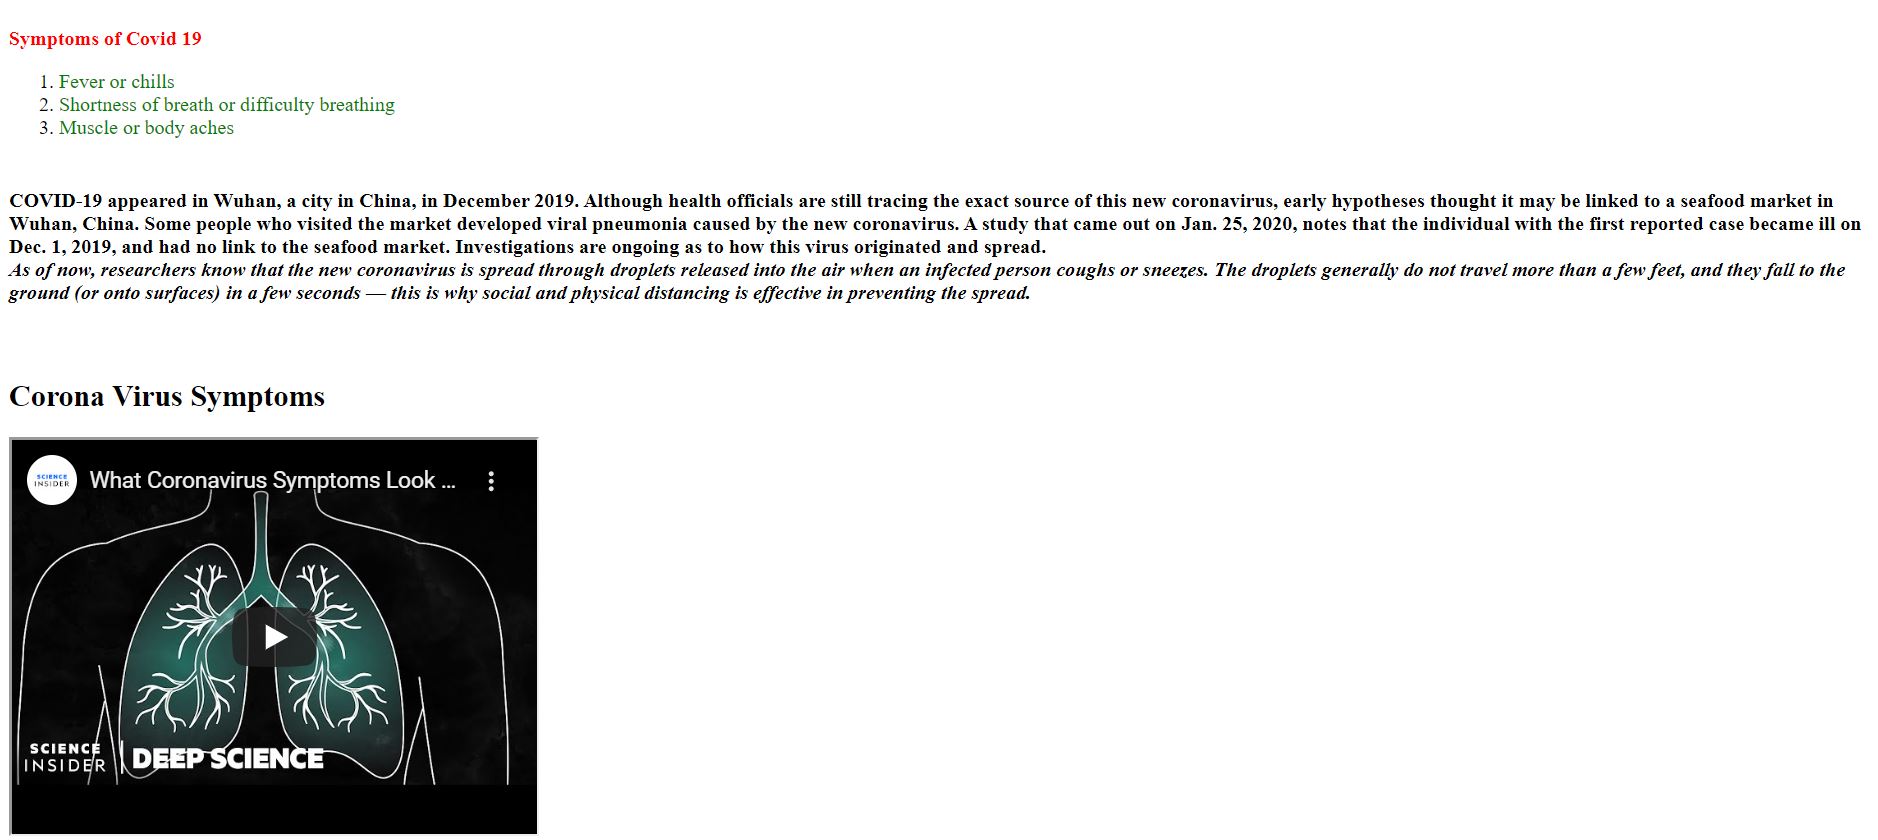 Symptoms of Covid 19
1. Fever or chills
2. Shortness of breath or difficulty breathing
3. Muscle or body aches
COVID-19 appeared in Wuhan, a city in China, in December 2019. Although health officials are still tracing the exact source of this new coronavirus, early hypotheses thought it may be linked to a seafood market in
Wuhan, China. Some people who visited the market developed viral pneumonia caused by the new coronavirus. A study that came out on Jan. 25, 2020, notes that the individual with the first reported case became ill on
Dec. 1, 2019, and had no link to the seafood market. Investigations are ongoing as to how this virus originated and spread.
As of now, researchers know that the new coronavirus is spread through droplets released into the air when an infected person coughs or sneezes. The droplets generally do not travel more than a few feet, and they fall to the
ground (or onto surfaces) in a few seconds — this is why social and physical distancing is effective in preventing the spread.
Corona Virus Symptoms
SCIENCE
INSIDER
What Coronavirus Symptoms Look ...
SCIENCE
INSIDER
DEEP SCIENCE